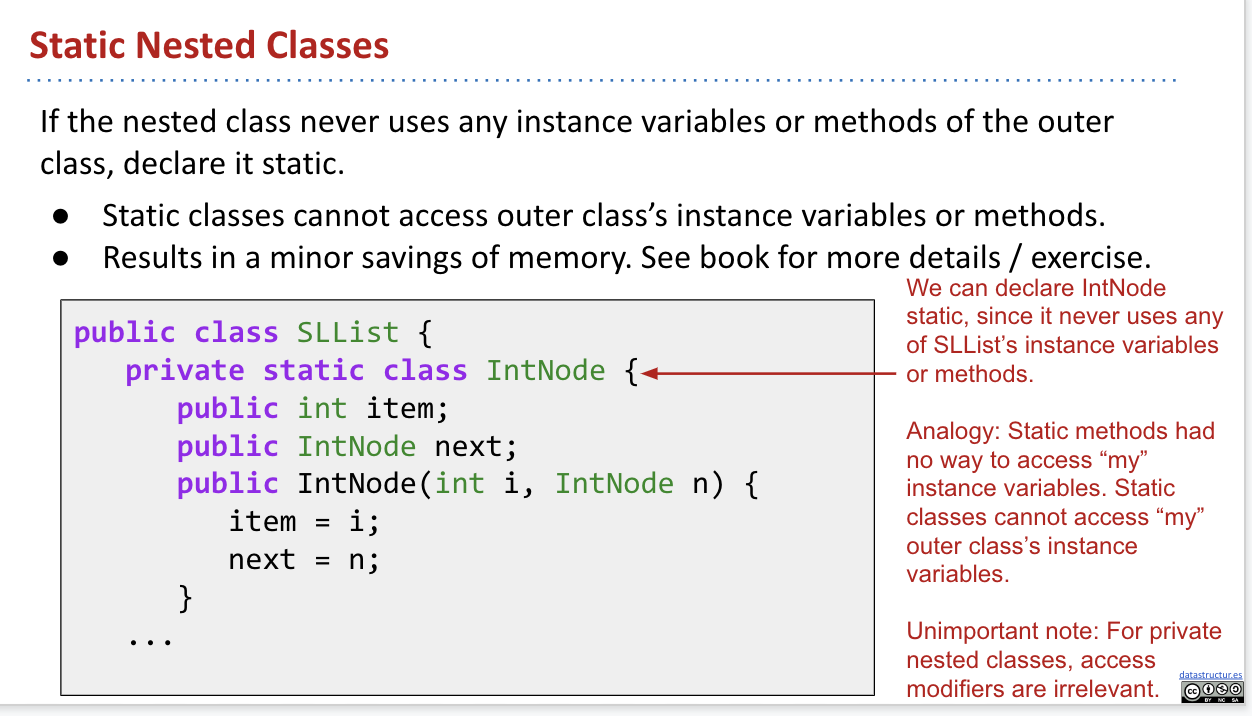 Static Nested Classes
If the nested class never uses any instance variables or methods of the outer
class, declare it static.
● Static classes cannot access outer class’s instance variables or methods.
● Results in a minor savings of memory. See book for more details / exercise.
public class SLList {
private static class IntNode {
public int item;
public IntNode next;
public IntNode(int i, IntNode n) {
item = i;
next = n;
}
...
We can declare IntNode
static, since it never uses any
of SLList’s instance variables
or methods.
Analogy: Static methods had
no way to access “my”
instance variables. Static
classes cannot access “my”
outer class’s instance
variables.
Unimportant note: For private
nested classes, access
modifiers are irrelevant.
datastructur.es
cc
BY NC SA